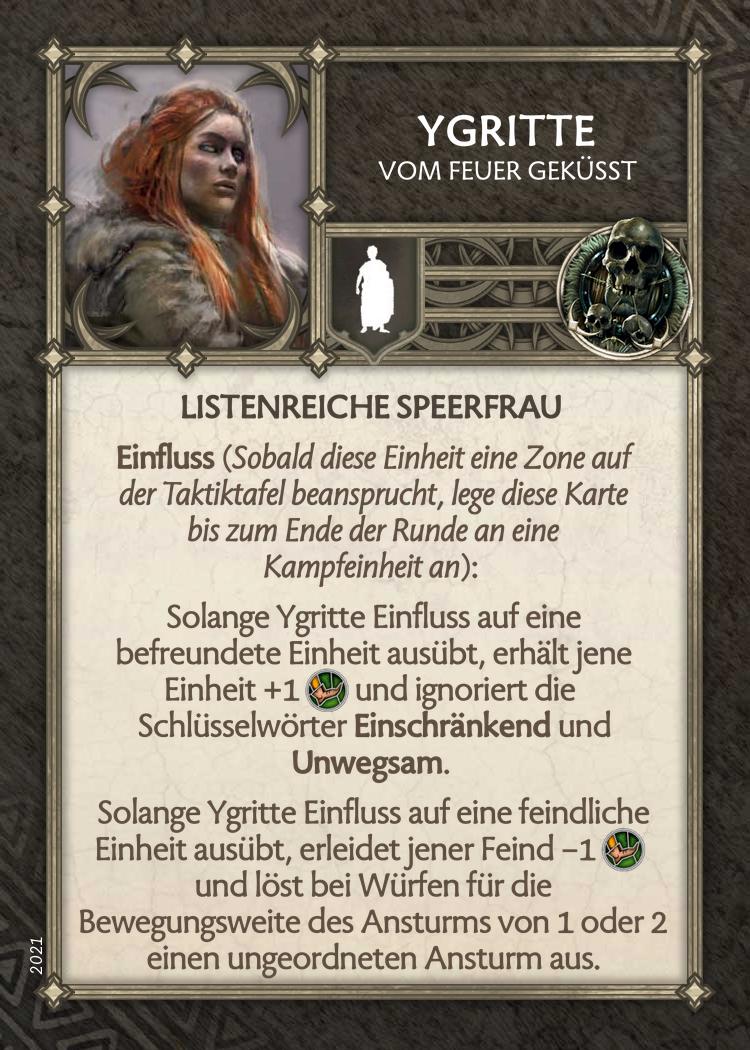 YGRITTE
VOM FEUER GEKÜSST
LISTENREICHE SPEERFRAU
Einfluss (Sobald diese Einheit eine Zone auf
der Taktiktafel beansprucht, lege diese Karte
bis zum Ende der Runde an eine
Kampfeinheit an):
Solange Ygritte Einfluss auf eine
befreundete Einheit ausübt, erhält jene
Einheit +1 und ignoriert die
Schlüsselwörter Einschränkend und
Unwegsam.
Solange Ygritte Einfluss auf eine feindliche
Einheit ausübt, erleidet jener Feind –1
und löst bei Würfen für die
Bewegungsweite des Ansturms von 1 oder 2
einen ungeordneten Ansturm aus.
2021